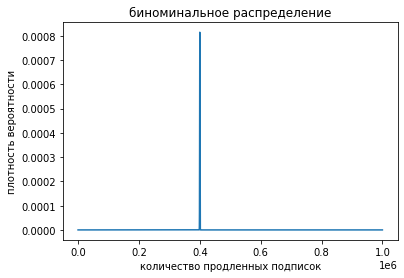 биноминальное распределение
0.0008
0.0007
0.0006
0.0005
0.0004
0.0003
0.0002
0.0001
0.0000
плотность вероятности
0.0 0.2 0.4 0.6 0.8 1.0
1e6
количество продленных подписок